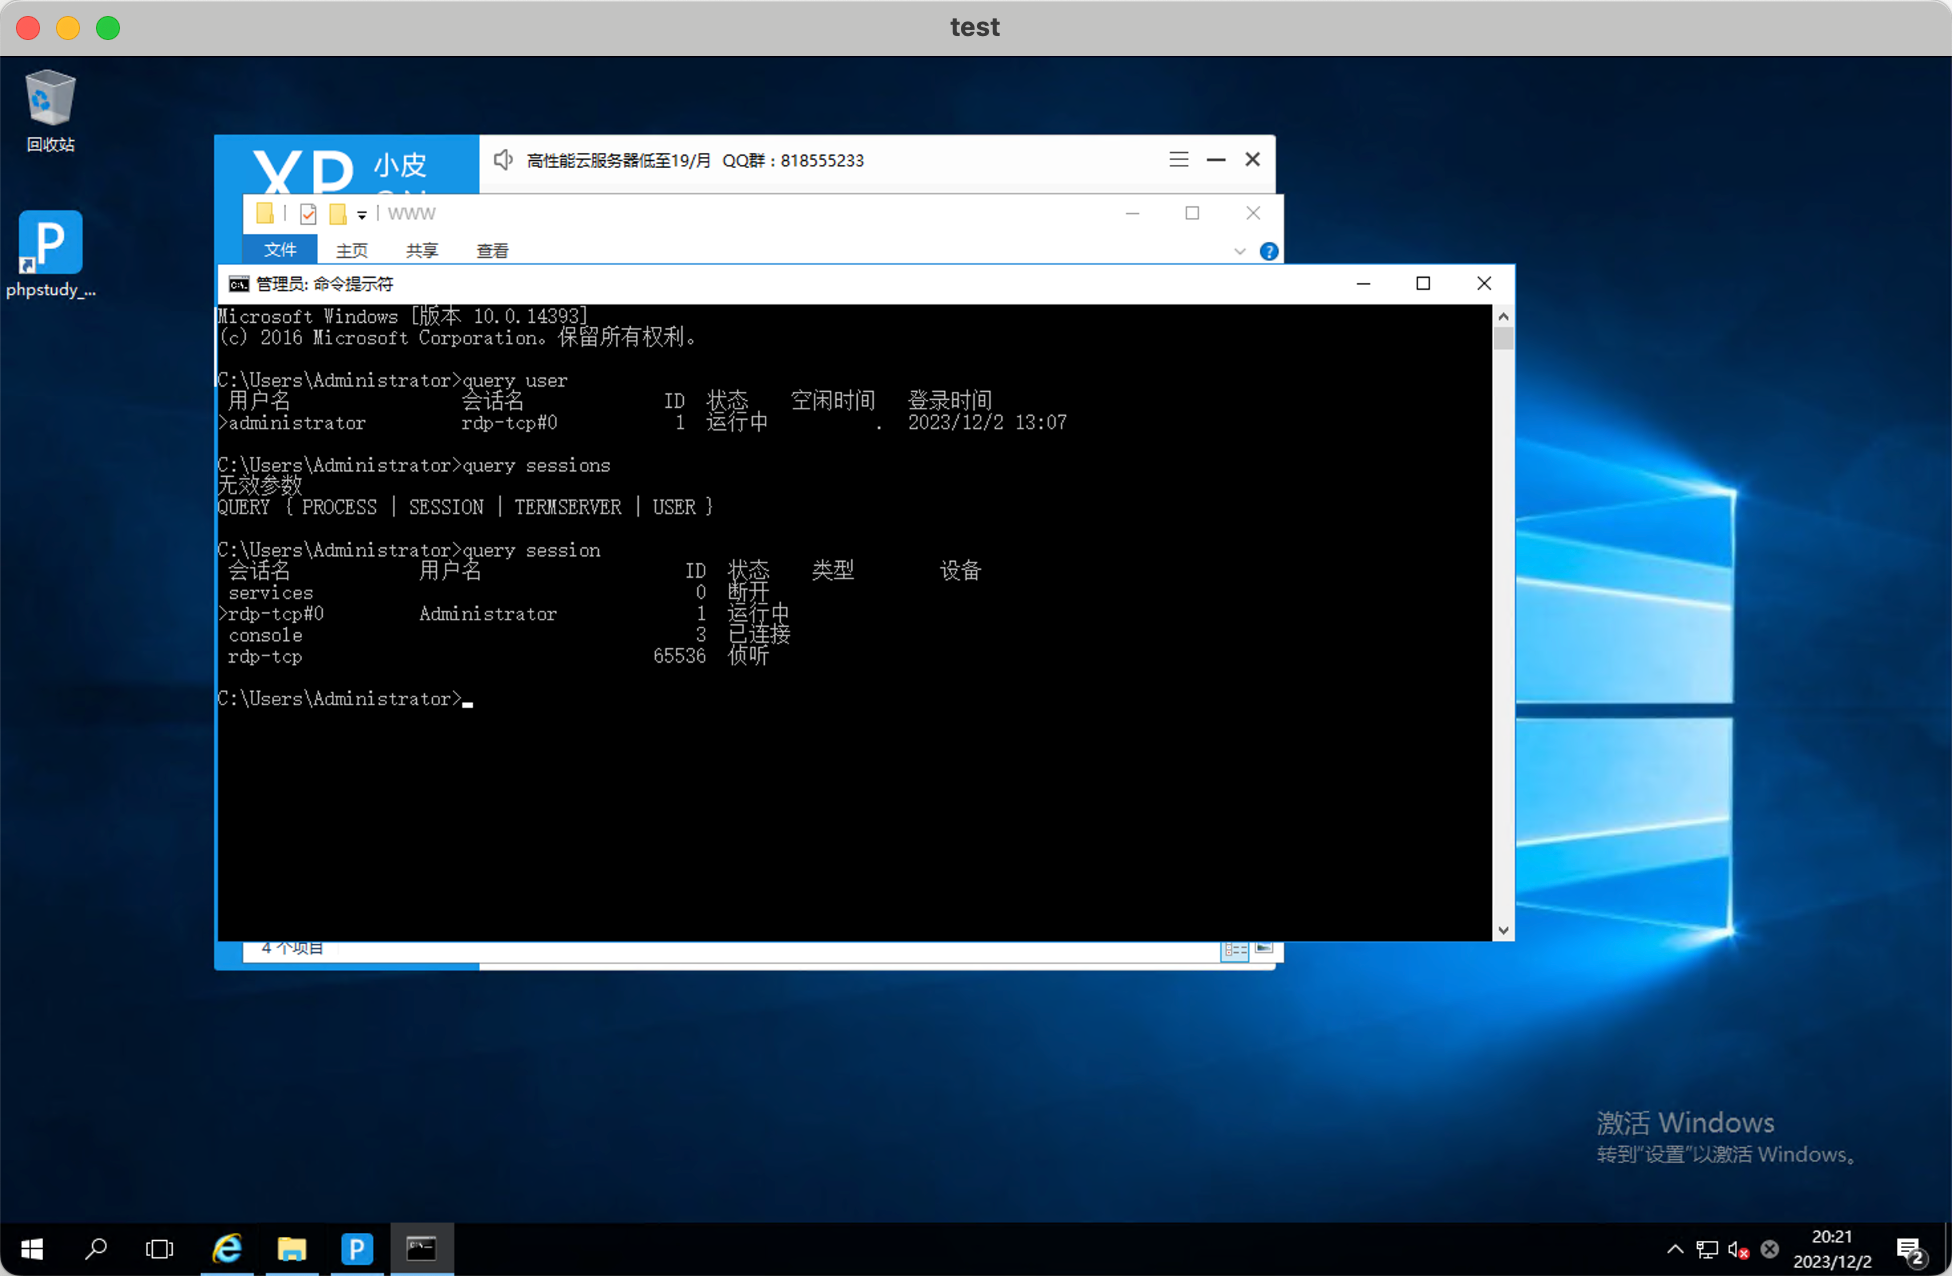 test
回收站
phpstudy_...
XP 小皮
高性能云服务器低至19/月 QQ群：818555233
WWW
文件 主页 共享 查看
管理员: 命令提示符
Microsoft Windows [版本 10.0.14393]
(c) 2016 Microsoft Corporation。保留所有权利。
C:\Users\Administrator>query user
用户名 会话名 ID 状态 空闲时间 登录时间
>administrator rdp-tcp#0 1 运行中 . 2023/12/2 13:07
C:\Users\Administrator>query sessions
无效参数
QUERY { PROCESS | SESSION | TERMSERVER | USER }
C:\Users\Administrator>query session
会话名 用户名 ID 状态 类型 设备
services 0 断开
>rdp-tcp#0 Administrator 1 运行中
console 3 已连接
rdp-tcp 65536 侦听
C:\Users\Administrator>
4 个项目
激活 Windows
转到"设置"以激活 Windows。
20:21
2023/12/2
2